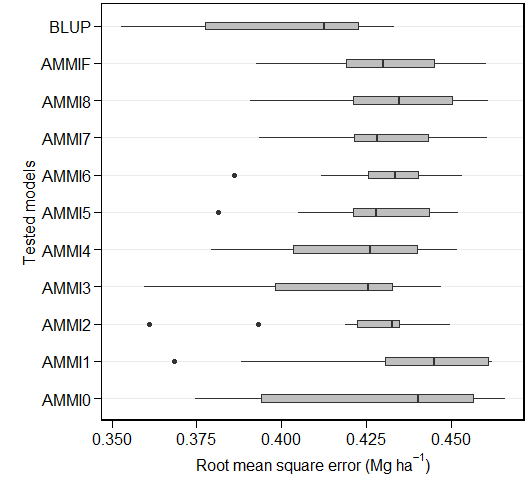 BLUP
AMMIF
AMMI8
AMMI7
AMMI6
AMMI5
AMMI4
AMMI3
AMMI2
AMMI1
AMMI0
Tested models
0.350 0.375 0.400 0.425 0.450
Root mean square error (Mg ha⁻¹)